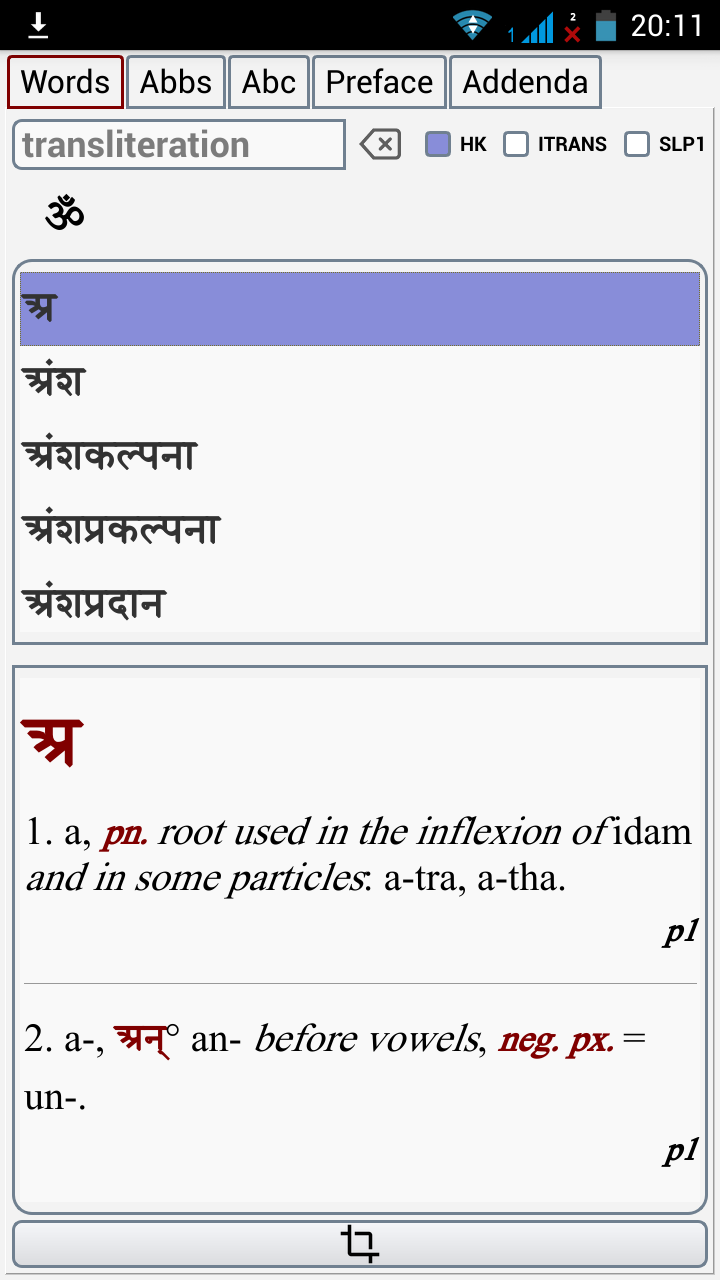 1 2 20:11
Words Abbs Abc Preface Addenda
transliteration HK ITRANS SLP1
ॐ
अ
अंश
अंशकल्पना
अंशप्रकल्पना
अंशप्रदान
अ
1. a, pn. root used in the inflexion of idam
and in some particles: a-tra, a-tha.
p1
2. a-, अन्° an- before vowels, neg. px. =
un-.
p1